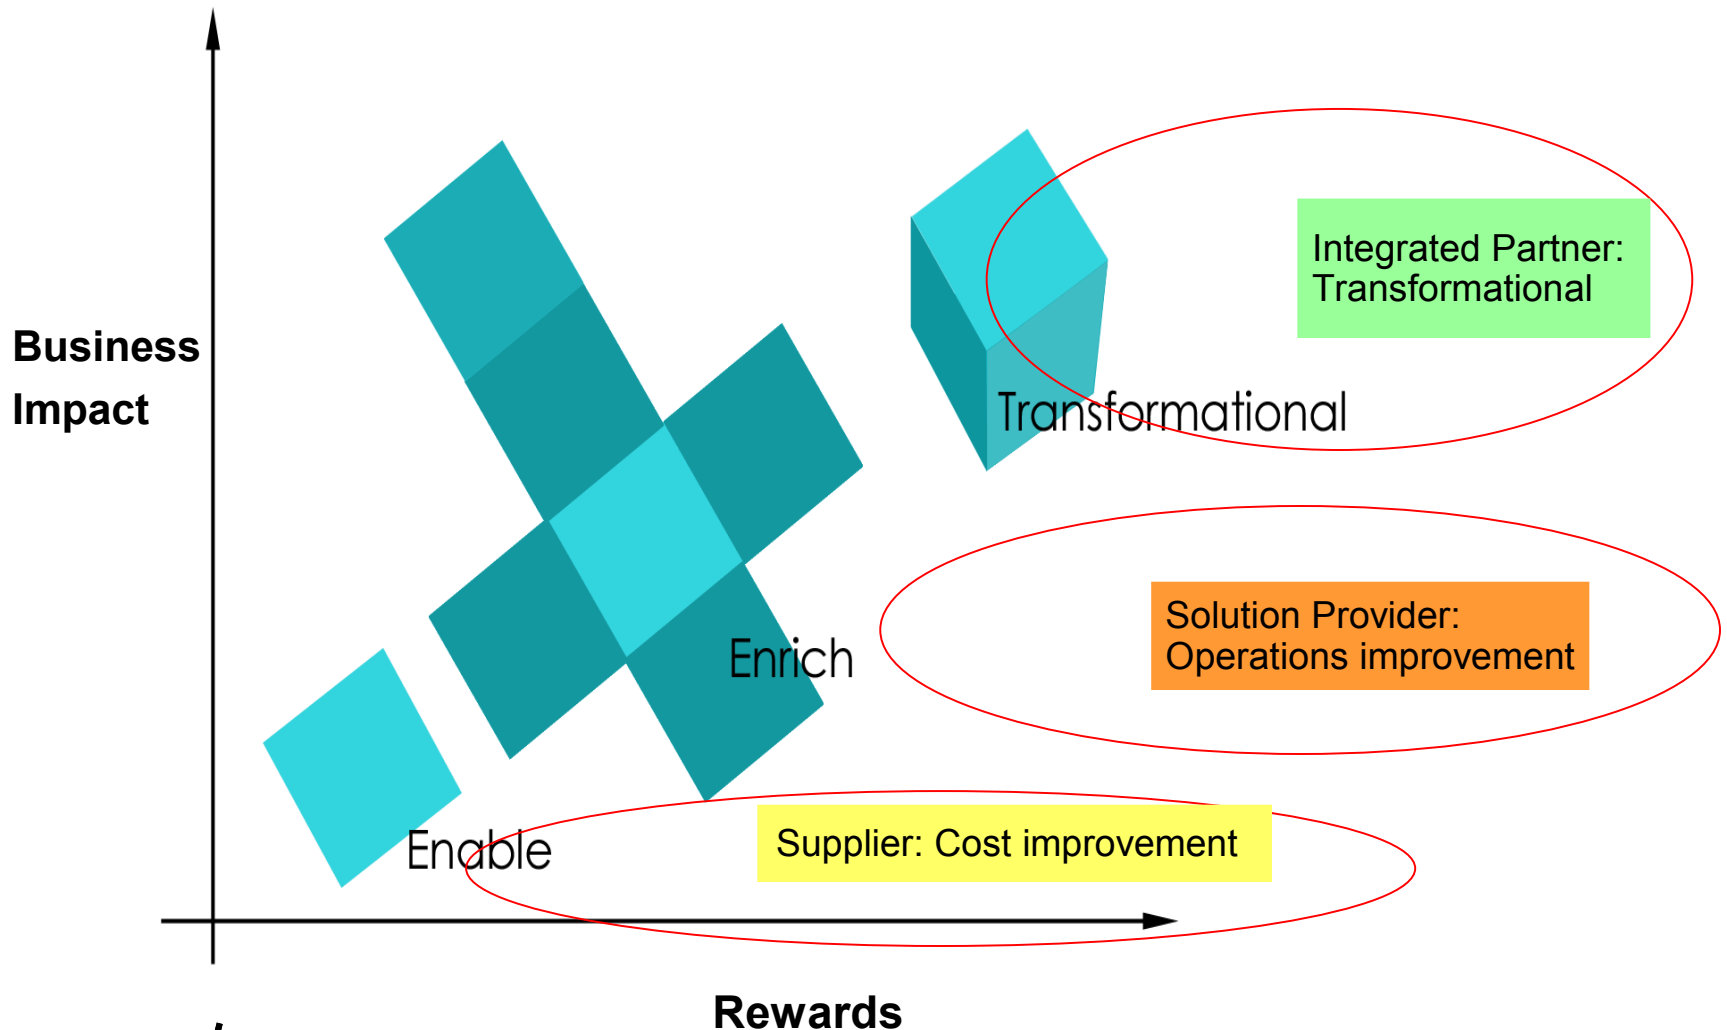 Integrated Partner:
Transformational
Business
Impact
Transformational
Solution Provider:
Operations improvement
Enrich
Supplier: Cost improvement
Enable
Rewards